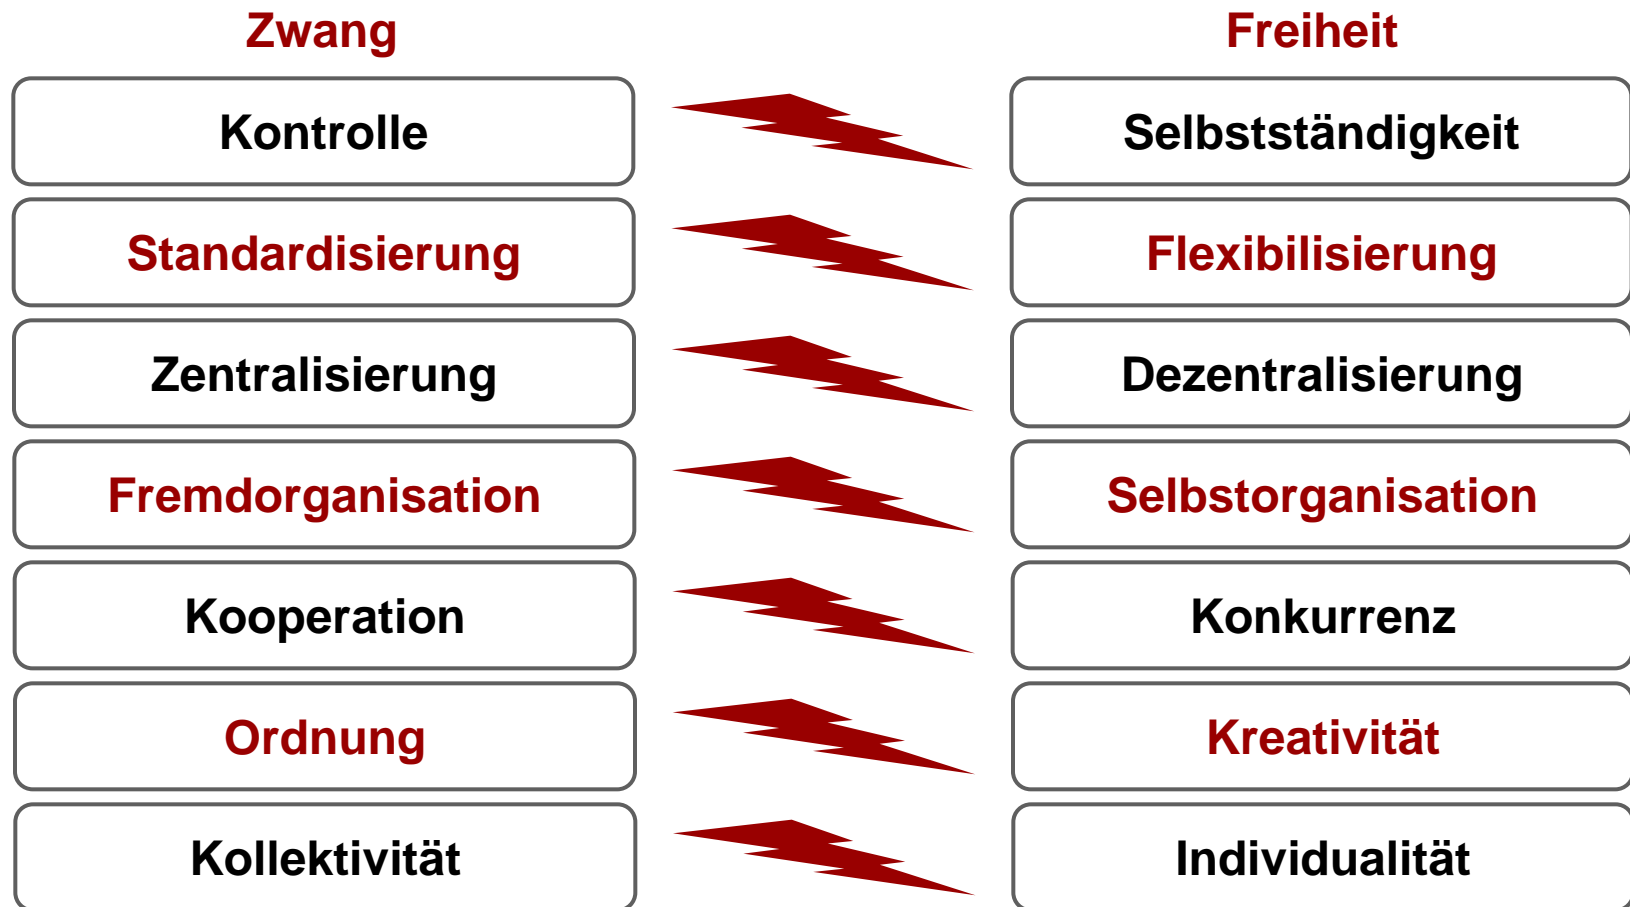 Zwang Freiheit
Kontrolle Selbstständigkeit
Standardisierung Flexibilisierung
Zentralisierung Dezentralisierung
Fremdorganisation Selbstorganisation
Kooperation Konkurrenz
Ordnung Kreativität
Kollektivität Individualität